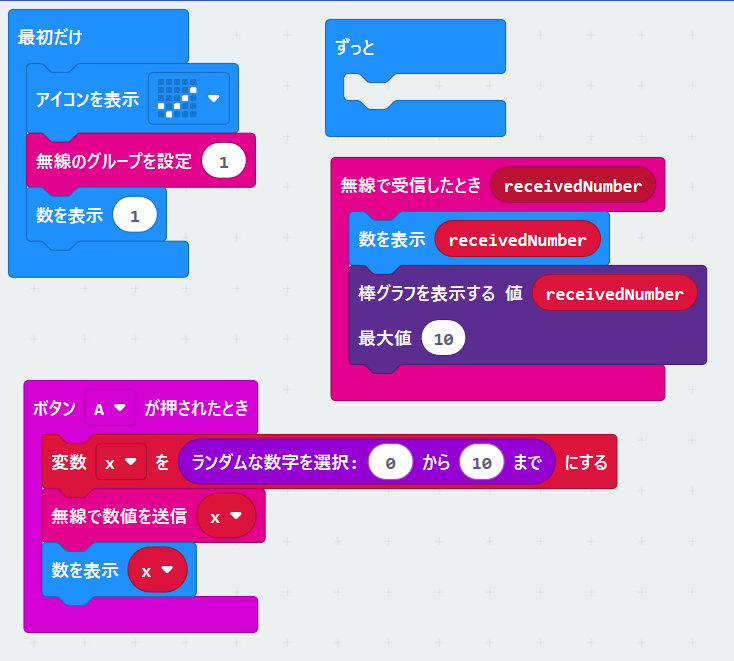 最初だけ
アイコンを表示
無線のグループを設定 1
数を表示 1
ずっと
無線で受信したとき receivedNumber
数を表示 receivedNumber
棒グラフを表示する 値 receivedNumber
最大値 10
ボタン A が押されたとき
変数 x を ランダムな数字を選択: 0 から 10 まで にする
無線で数値を送信 x
数を表示 x